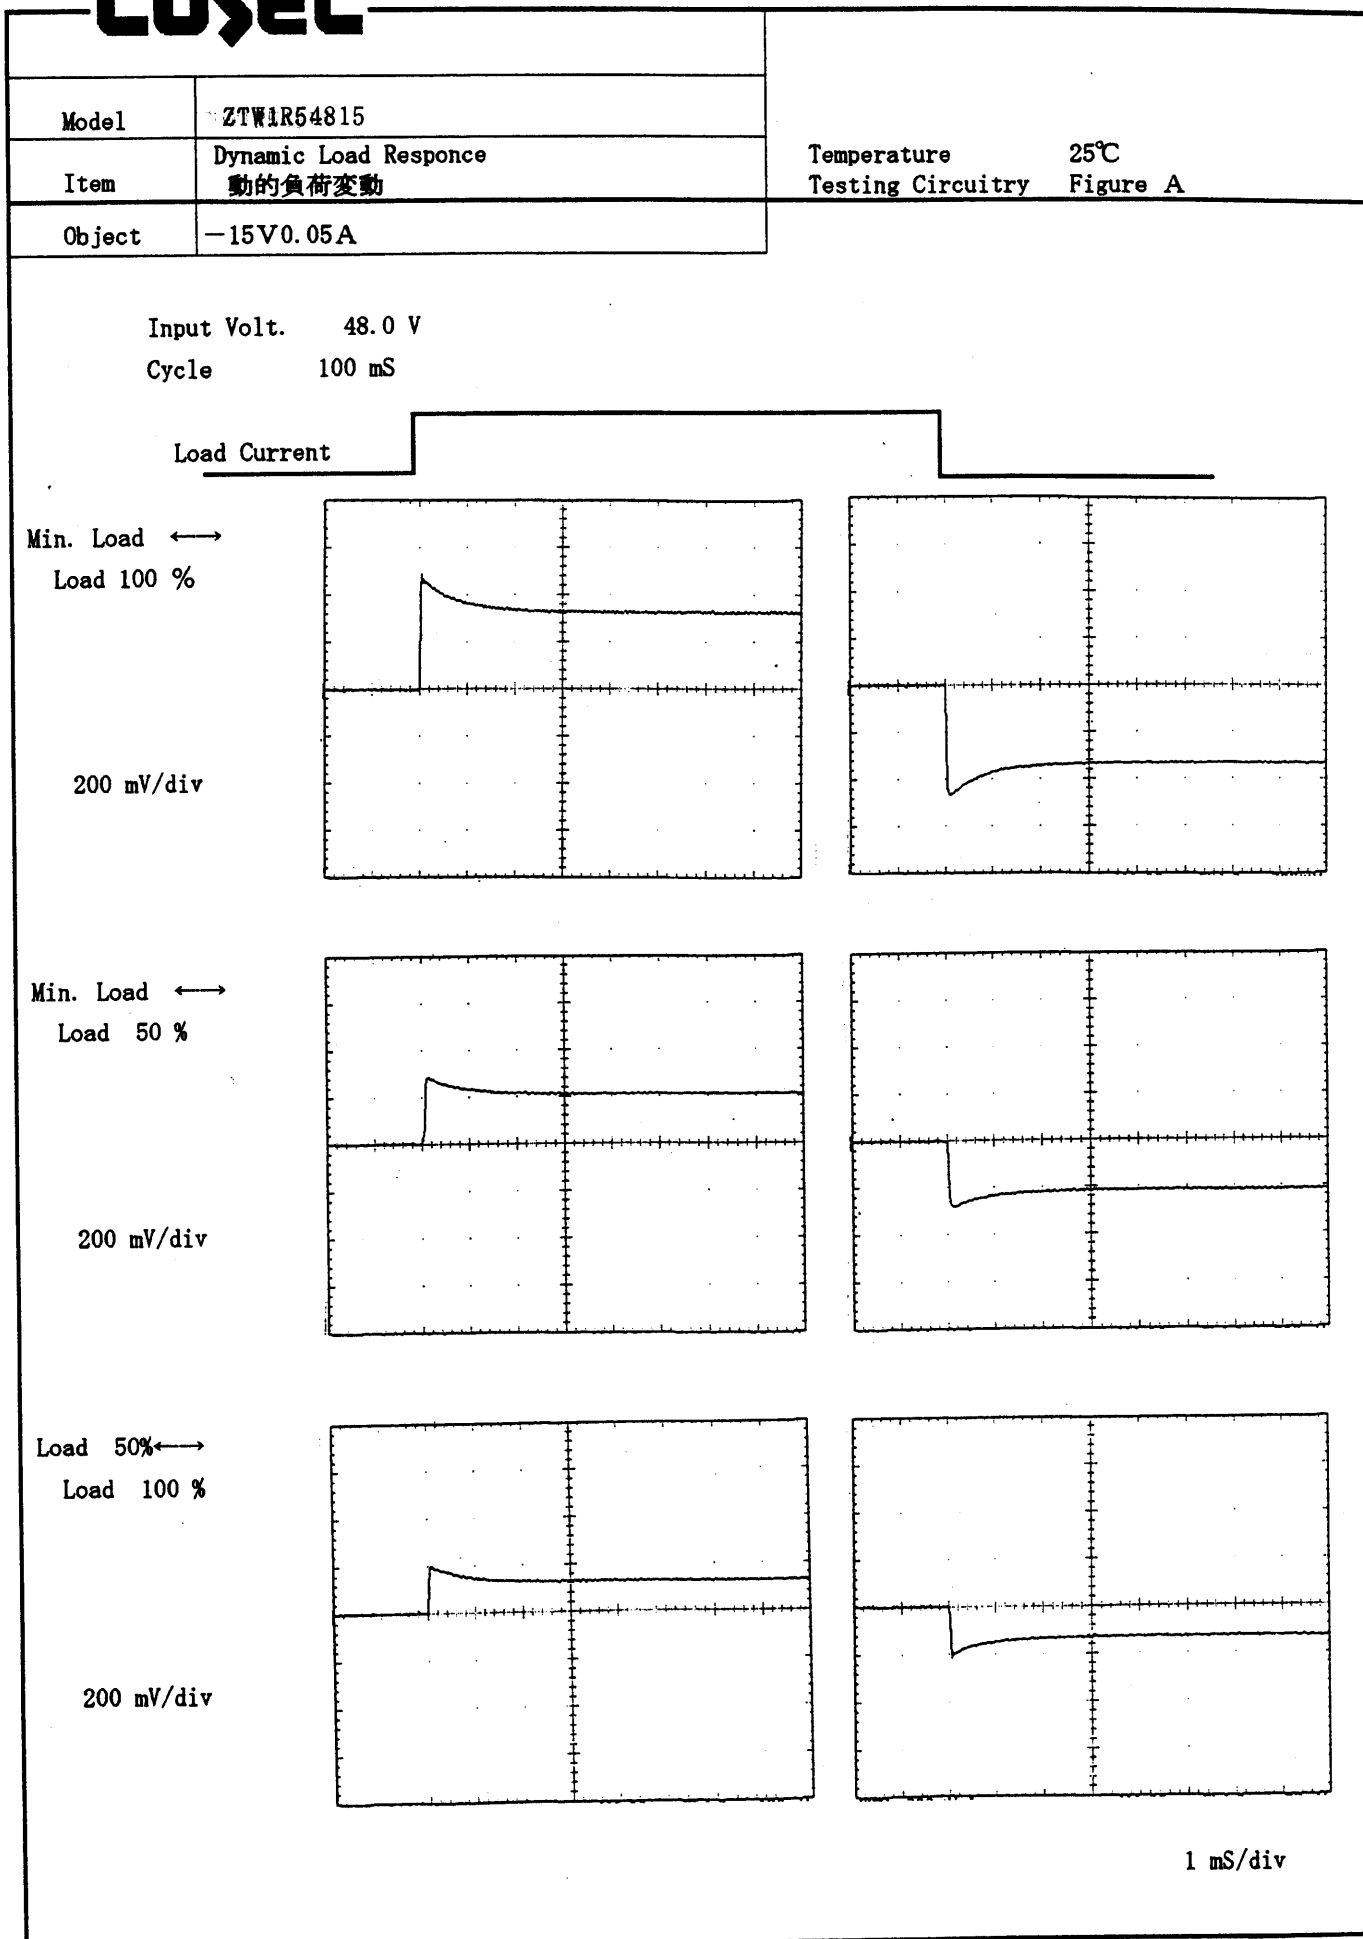 COSEL
Model ZTW1R54815
Item Dynamic Load Responce
動的負荷変動
Temperature 25℃
Testing Circuitry Figure A
Object －15V0.05A
Input Volt. 48.0 V
Cycle 100 mS
Load Current
Min. Load ←→
Load 100 %
200 mV/div
Min. Load ←→
Load 50 %
200 mV/div
Load 50%←→
Load 100 %
200 mV/div
1 mS/div